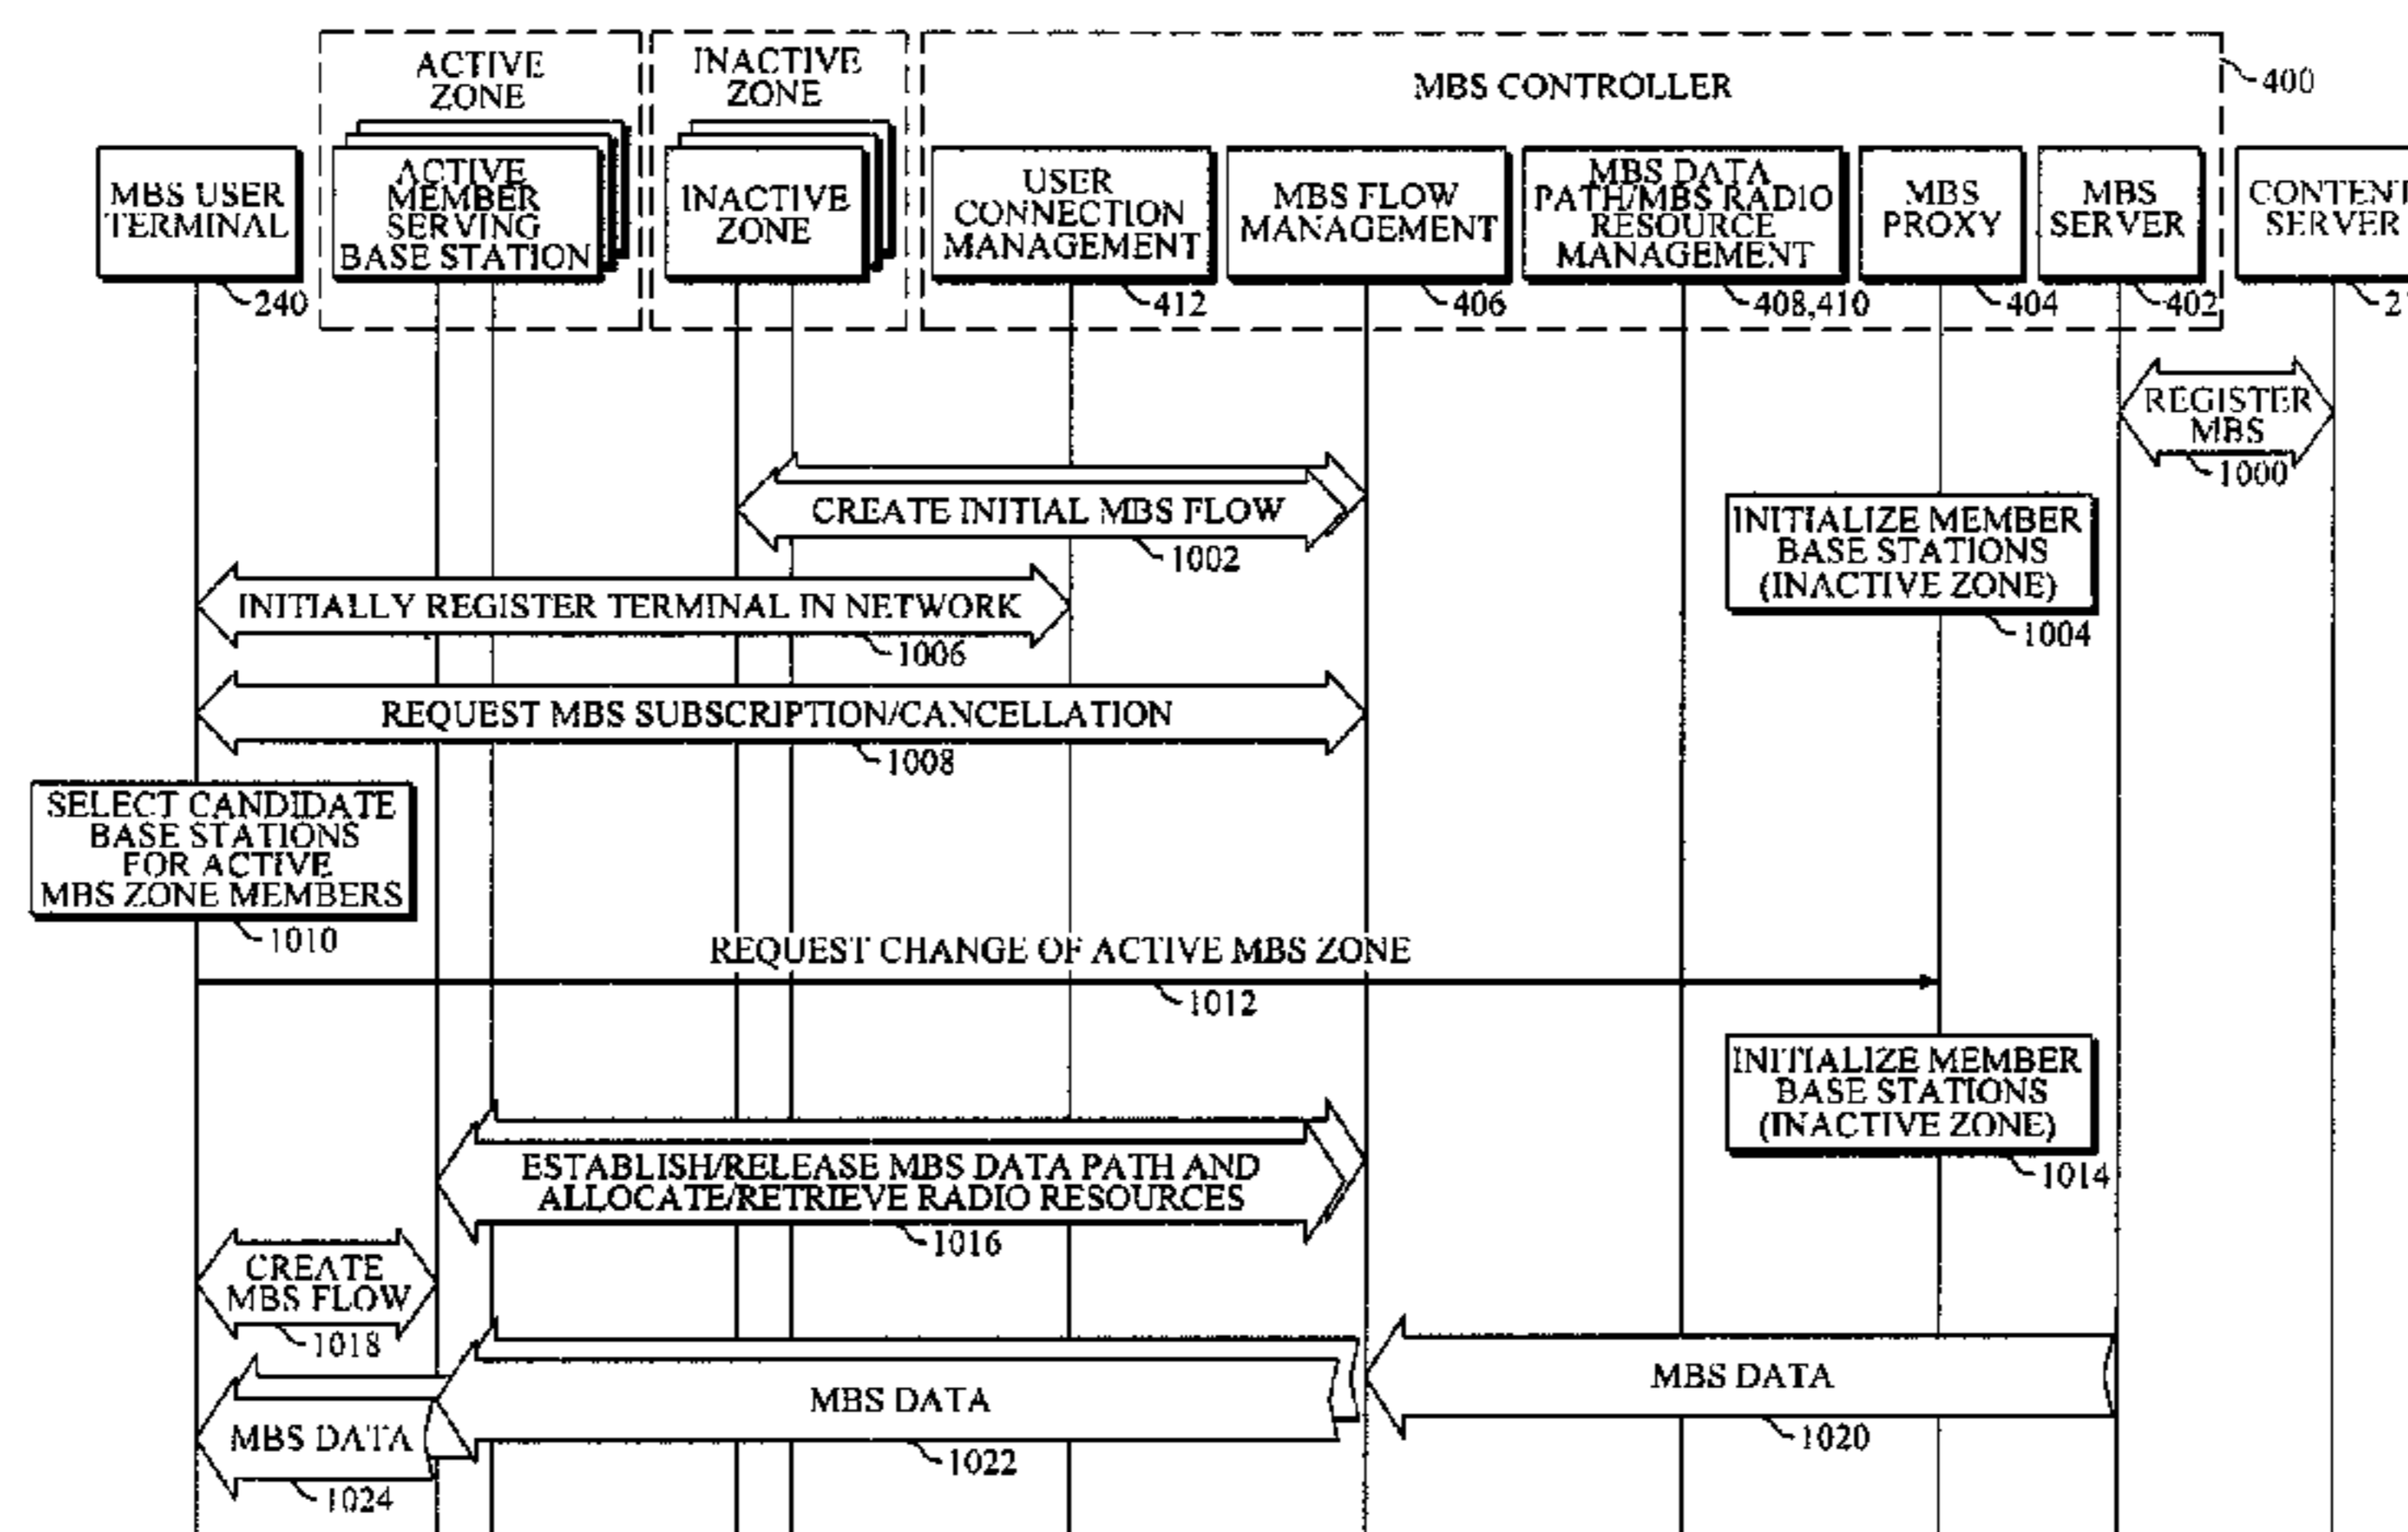 ACTIVE
ZONE
INACTIVE
ZONE
MBS CONTROLLER
400
MBS USER
TERMINAL
240
ACTIVE
MEMBER
SERVING
BASE STATION
INACTIVE
ZONE
USER
CONNECTION
MANAGEMENT
412
MBS FLOW
MANAGEMENT
406
MBS DATA
PATH/MBS RADIO
RESOURCE
MANAGEMENT
408,410
MBS
PROXY
404
MBS
SERVER
402
CONTENT
SERVER
2
REGISTER
MBS
1000
CREATE INITIAL MBS FLOW
1002
INITIALIZE MEMBER
BASE STATIONS
(INACTIVE ZONE)
1004
INITIALLY REGISTER TERMINAL IN NETWORK
1006
REQUEST MBS SUBSCRIPTION/CANCELLATION
1008
SELECT CANDIDATE
BASE STATIONS
FOR ACTIVE
MBS ZONE MEMBERS
1010
REQUEST CHANGE OF ACTIVE MBS ZONE
1012
INITIALIZE MEMBER
BASE STATIONS
(INACTIVE ZONE)
1014
ESTABLISH/RELEASE MBS DATA PATH AND
ALLOCATE/RETRIEVE RADIO RESOURCES
1016
CREATE
MBS FLOW
1018
MBS DATA
1020
MBS DATA
1022
MBS DATA
1024